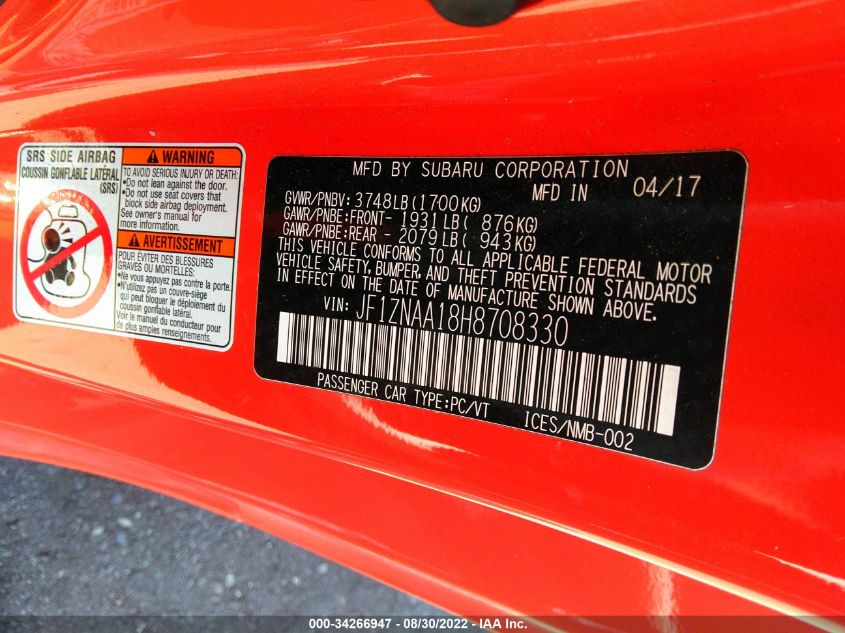 SRS SIDE AIRBAG
COUSSIN GONFLABLE LATÉRAL
(SRS)
WARNING
TO AVOID SERIOUS INJURY OR DEATH:
•Do not lean against the door.
•Do not use seat covers that
block side airbag deployment.
See owner's manual for
more information.
AVERTISSEMENT
POUR ÉVITER DES BLESSURES
GRAVES OU MORTELLES:
•Ne vous appuyez pas contre la porte.
•Ne couvrez pas un couvre-siège
qui peut bloquer le déploiement du
coussin gonflable latéral.
Voir le manuel du conducteur pour
de plus amples renseignements.
MFD BY SUBARU CORPORATION
MFD IN 04/17
GVWR/PNBV: 3748LB(1700KG)
GAWR/PNBE:FRONT- 1931LB( 876KG)
GAWR/PNBE:REAR - 2079LB( 943KG)
THIS VEHICLE CONFORMS TO ALL APPLICABLE FEDERAL MOTOR
VEHICLE SAFETY, BUMPER, AND THEFT PREVENTION STANDARDS
IN EFFECT ON THE DATE OF MANUFACTURE SHOWN ABOVE.
VIN: JF1ZNAA18H8708330
PASSENGER CAR TYPE:PC/VT ICES/NMB-002
000-34266947 - 08/30/2022 - IAA Inc.